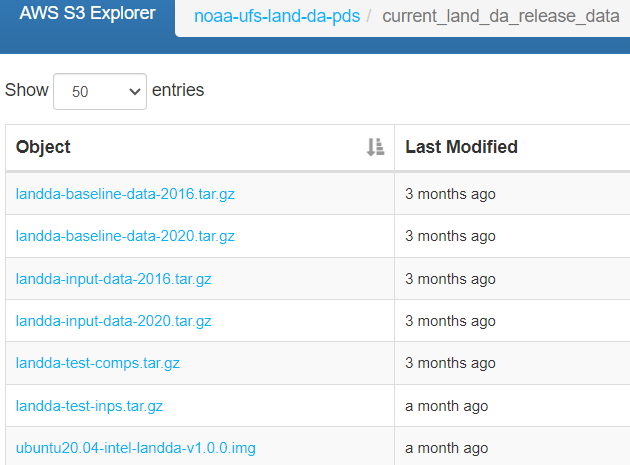 AWS S3 Explorer noaa-ufs-land-da-pds / current_land_da_release_data
Show 50 entries
Object Last Modified
landda-baseline-data-2016.tar.gz 3 months ago
landda-baseline-data-2020.tar.gz 3 months ago
landda-input-data-2016.tar.gz 3 months ago
landda-input-data-2020.tar.gz 3 months ago
landda-test-comps.tar.gz 3 months ago
landda-test-inps.tar.gz a month ago
ubuntu20.04-intel-landda-v1.0.0.img a month ago